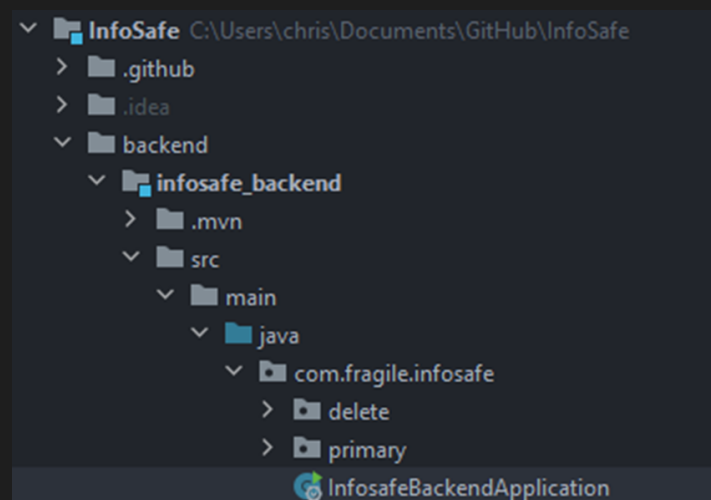 InfoSafe C:\Users\chris\Documents\GitHub\InfoSafe
.github
.idea
backend
infosafe_backend
.mvn
src
main
java
com.fragile.infosafe
delete
primary
InfosafeBackendApplication